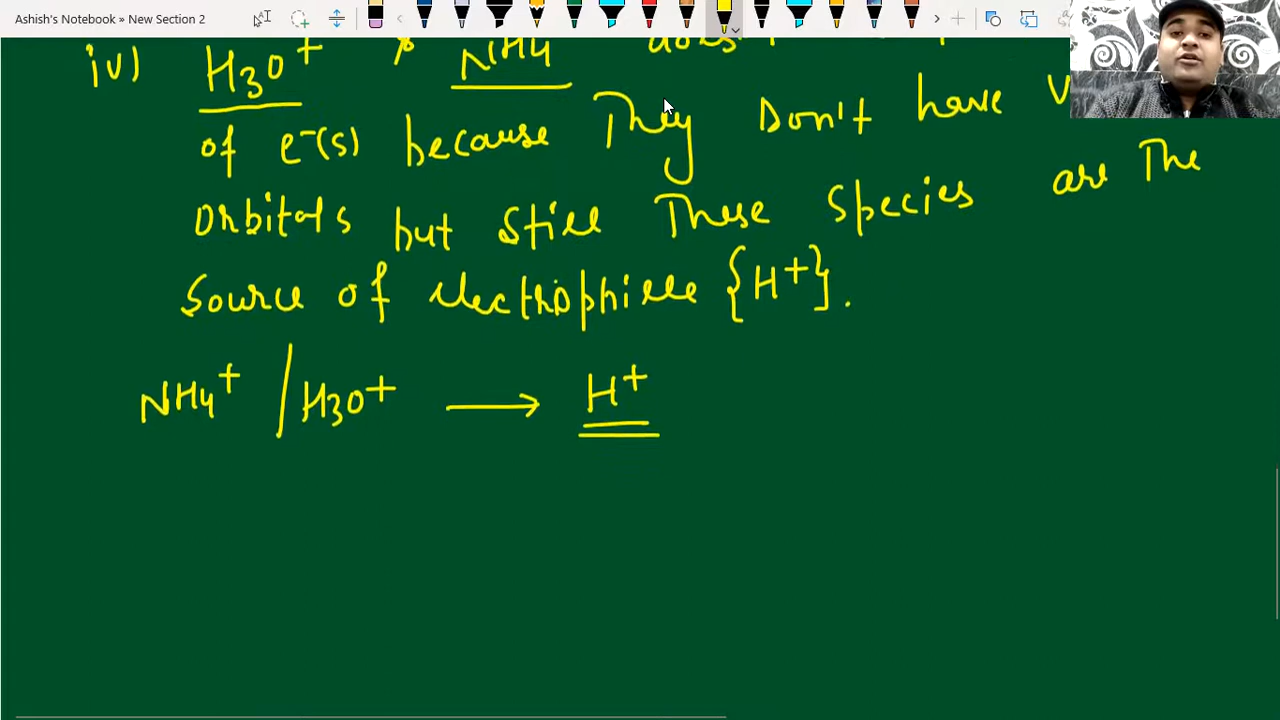 Ashish's Notebook » New Section 2
iv) H3O+ & NH4
of e-(s) because They Don't have
Orbitals but still These Species are The
Source of electrophiele {H+}.
NH4+ / H3O+ → H+